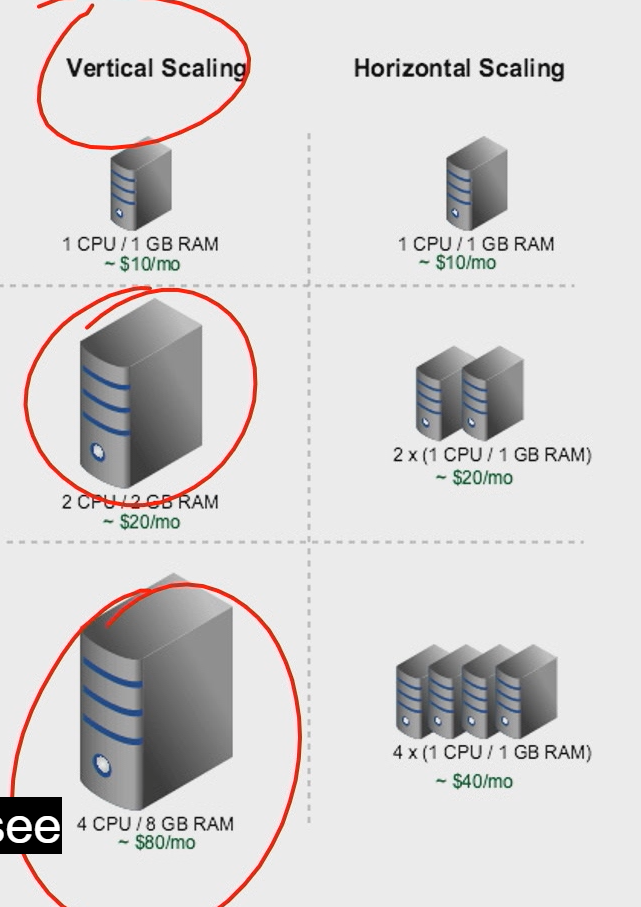 Vertical Scaling
Horizontal Scaling
1 CPU / 1 GB RAM
~ $10/mo
1 CPU / 1 GB RAM
~ $10/mo
2 CPU / 2 GB RAM
~ $20/mo
2 x (1 CPU / 1 GB RAM)
~ $20/mo
4 CPU / 8 GB RAM
~ $80/mo
4 x (1 CPU / 1 GB RAM)
~ $40/mo
see